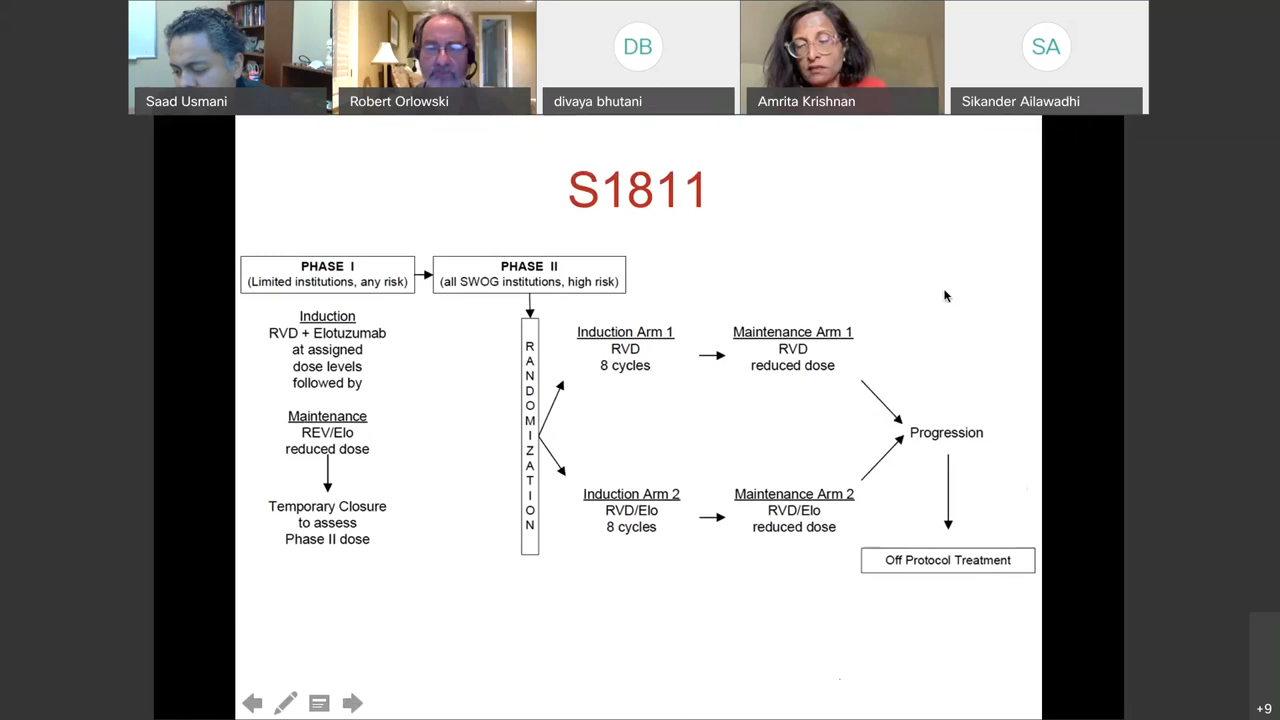 Saad Usmani
Robert Orlowski
DB
divaya bhutani
Amrita Krishnan
SA
Sikander Ailawadhi
S1811
PHASE I
(Limited institutions, any risk)
PHASE II
(all SWOG institutions, high risk)
Induction
RVD + Elotuzumab
at assigned
dose levels
followed by
Maintenance
REV/Elo
reduced dose
Temporary Closure
to assess
Phase II dose
RANDOMIZATION
Induction Arm 1
RVD
8 cycles
Maintenance Arm 1
RVD
reduced dose
Induction Arm 2
RVD/Elo
8 cycles
Maintenance Arm 2
RVD/Elo
reduced dose
Progression
Off Protocol Treatment
+9